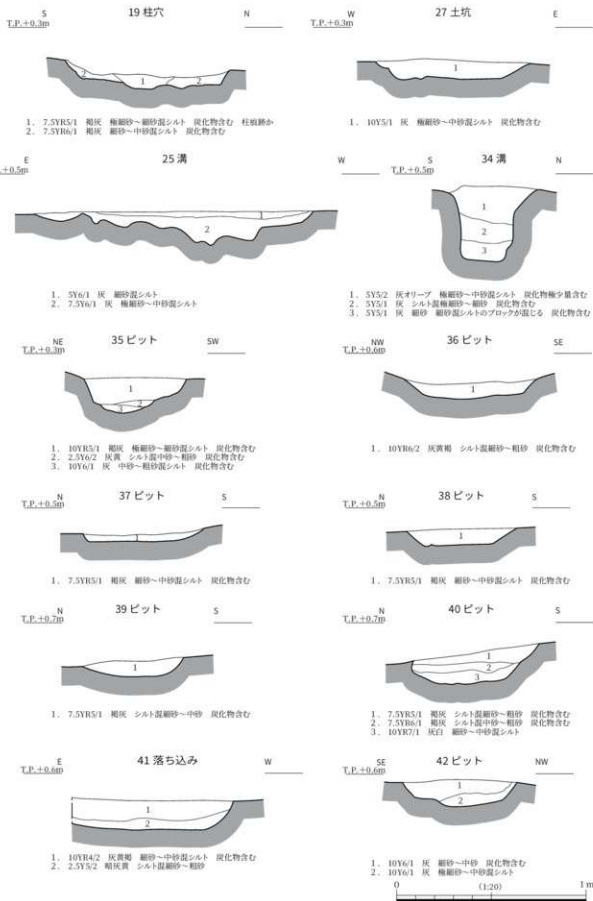 19 柱穴
S N
T.P.+0.3m
2 1 2
1. 7.5YR5/1 褐灰 極細砂～細砂混シルト 炭化物含む 柱痕跡か
2. 7.5YR6/1 褐灰 細砂～中砂混シルト 炭化物含む
27 土坑
W E
T.P.+0.3m
1
1. 10Y5/1 灰 極細砂～中砂混シルト 炭化物含む
25 溝
E W
.+0.5m
1
2
1. 5Y6/1 灰 細砂混シルト
2. 7.5Y6/1 灰 極細砂～中砂混シルト
34 溝
S N
T.P.+0.5m
1
2
3
1. 5Y5/2 灰オリーブ 極細砂～中砂混シルト 炭化物極少量含む
2. 5Y5/1 灰 シルト混極細砂～細砂 炭化物含む
3. 5Y5/1 灰 細砂 細砂混シルトのブロックが混じる 炭化物含む
35 ピット
NE SW
T.P.+0.3m
1
2
3
1. 10YR5/1 褐灰 極細砂～細砂混シルト 炭化物含む
2. 2.5Y6/2 灰黄 シルト混中砂～粗砂 炭化物含む
3. 10Y6/1 灰 中砂～粗砂混シルト 炭化物含む
36 ピット
NW SE
T.P.+0.6m
1
1. 10YR6/2 灰黄褐 シルト混細砂～粗砂 炭化物含む
37 ピット
N S
T.P.+0.5m
1
1. 7.5YR5/1 褐灰 細砂～中砂混シルト 炭化物含む
38 ピット
N S
T.P.+0.5m
1
1. 7.5YR5/1 褐灰 細砂～中砂混シルト 炭化物含む
39 ピット
N S
T.P.+0.7m
1
1. 7.5YR5/1 褐灰 シルト混細砂～中砂 炭化物含む
40 ピット
N S
T.P.+0.7m
1
2
3
1. 7.5YR5/1 褐灰 シルト混細砂～粗砂 炭化物含む
2. 7.5YR6/1 褐灰 シルト混中砂～粗砂 炭化物含む
3. 10YR7/1 灰白 細砂～中砂混シルト
41 落ち込み
E W
T.P.+0.6m
1
2
1. 10YR4/2 灰黄褐 細砂～中砂混シルト 炭化物含む
2. 2.5Y5/2 暗灰黄 シルト混細砂～粗砂
42 ピット
SE NW
T.P.+0.6m
1
2
1. 10Y6/1 灰 細砂～中砂 炭化物含む
2. 10Y6/1 灰 極細砂～中砂混シルト
0 (1:20) 1 m